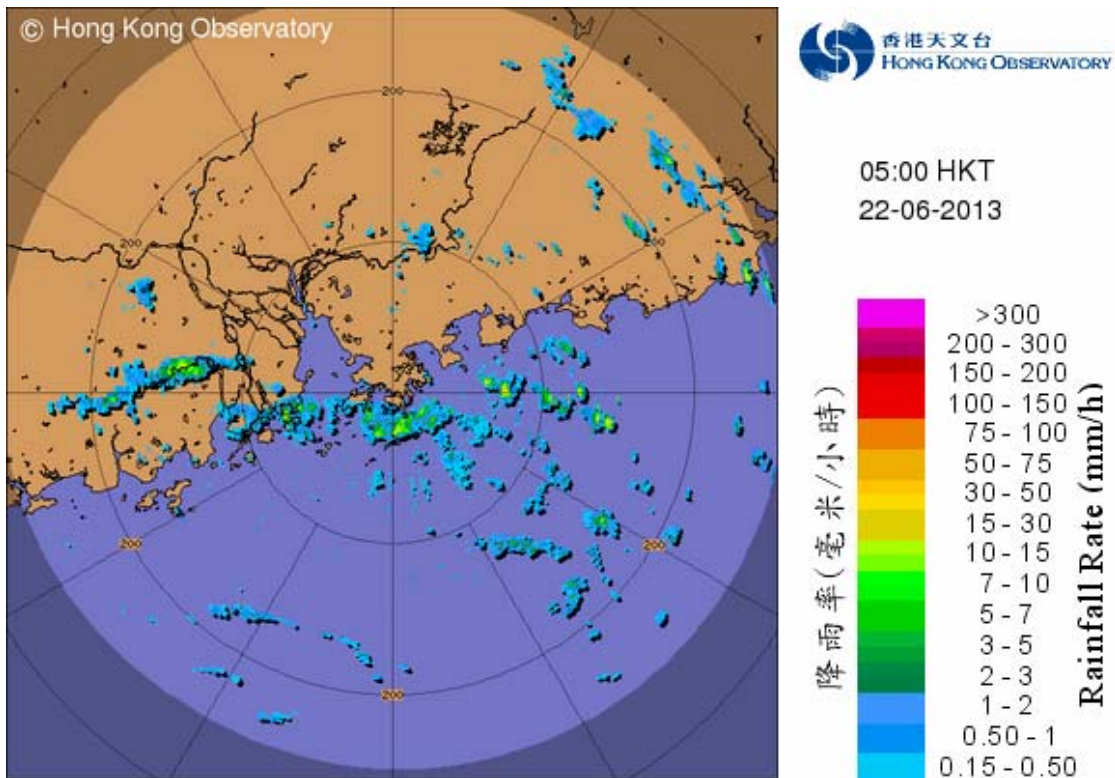 © Hong Kong Observatory
香港天文台
HONG KONG OBSERVATORY
05:00 HKT
22-06-2013
200
200
200
200
200
200
降雨率(毫米/小時)
Rainfall Rate (mm/hr)
>300
200 - 300
150 - 200
100 - 150
75 - 100
50 - 75
30 - 50
15 - 30
10 - 15
7 - 10
5 - 7
3 - 5
2 - 3
1 - 2
0.50 - 1
0.15 - 0.50